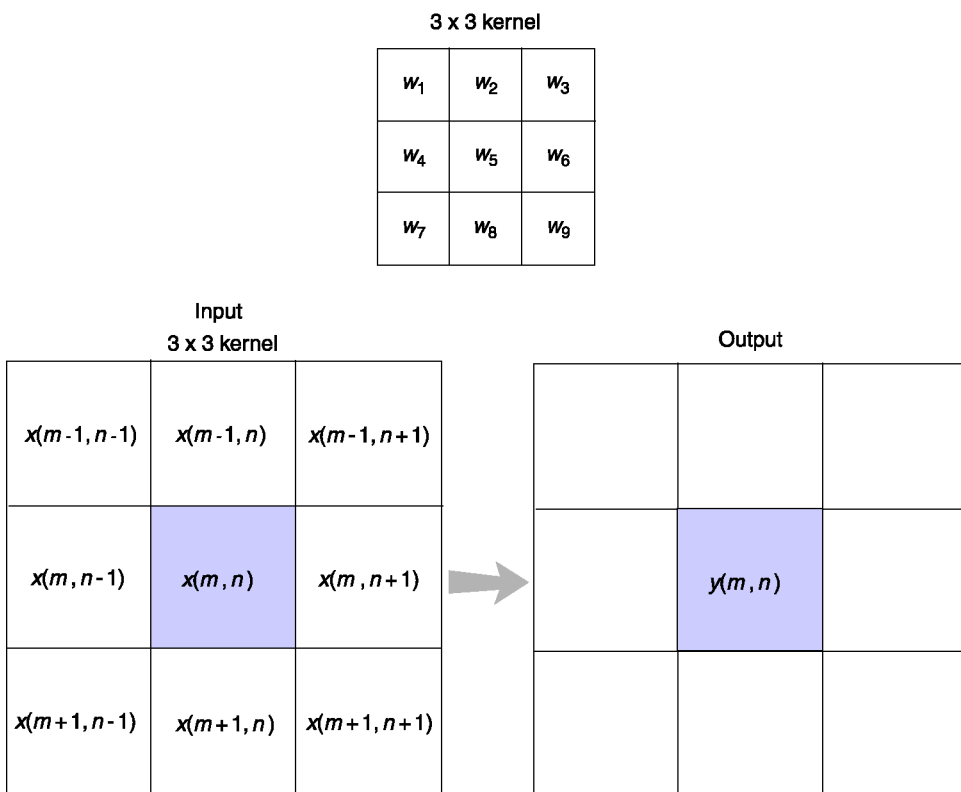 3 x 3 kernel
w₁ w₂ w₃
w₄ w₅ w₆
w₇ w₈ w₉
Input
3 x 3 kernel
Output
x(m-1,n-1) x(m-1,n) x(m-1,n+1)
x(m,n-1) x(m,n) x(m,n+1) y(m,n)
x(m+1,n-1) x(m+1,n) x(m+1,n+1)